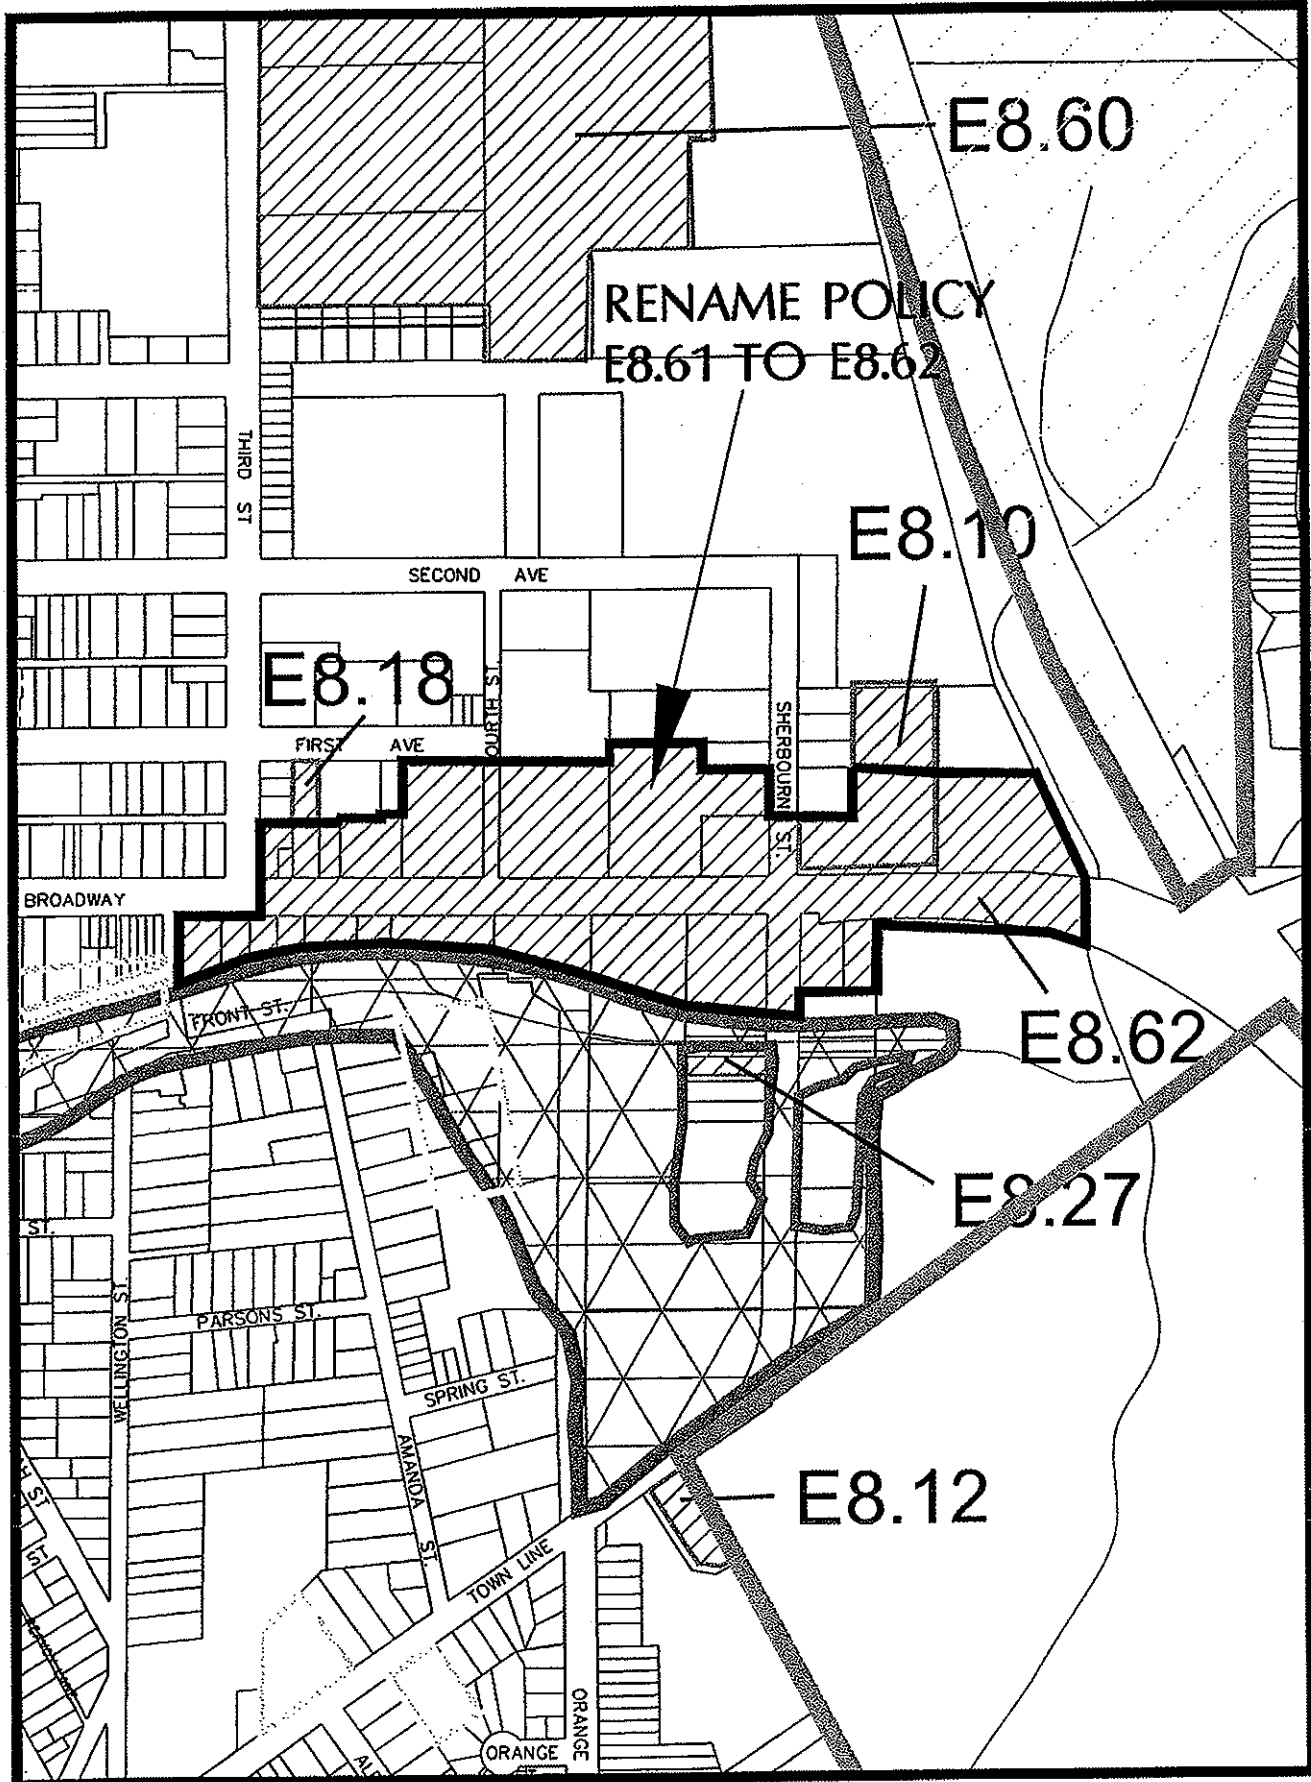 E8.60
RENAME POLICY
E8.61 TO E8.62
THIRD ST
E8.10
SECOND AVE
E8.18
FIRST AVE
SHERBOURN ST.
BROADWAY
FRONT ST.
E8.62
E8.27
ST.
WELLINGTON ST.
PARSONS ST.
SPRING ST.
AMANDA ST.
E8.12
ST
ST
TOWN LINE
ORANGE
ORANGE